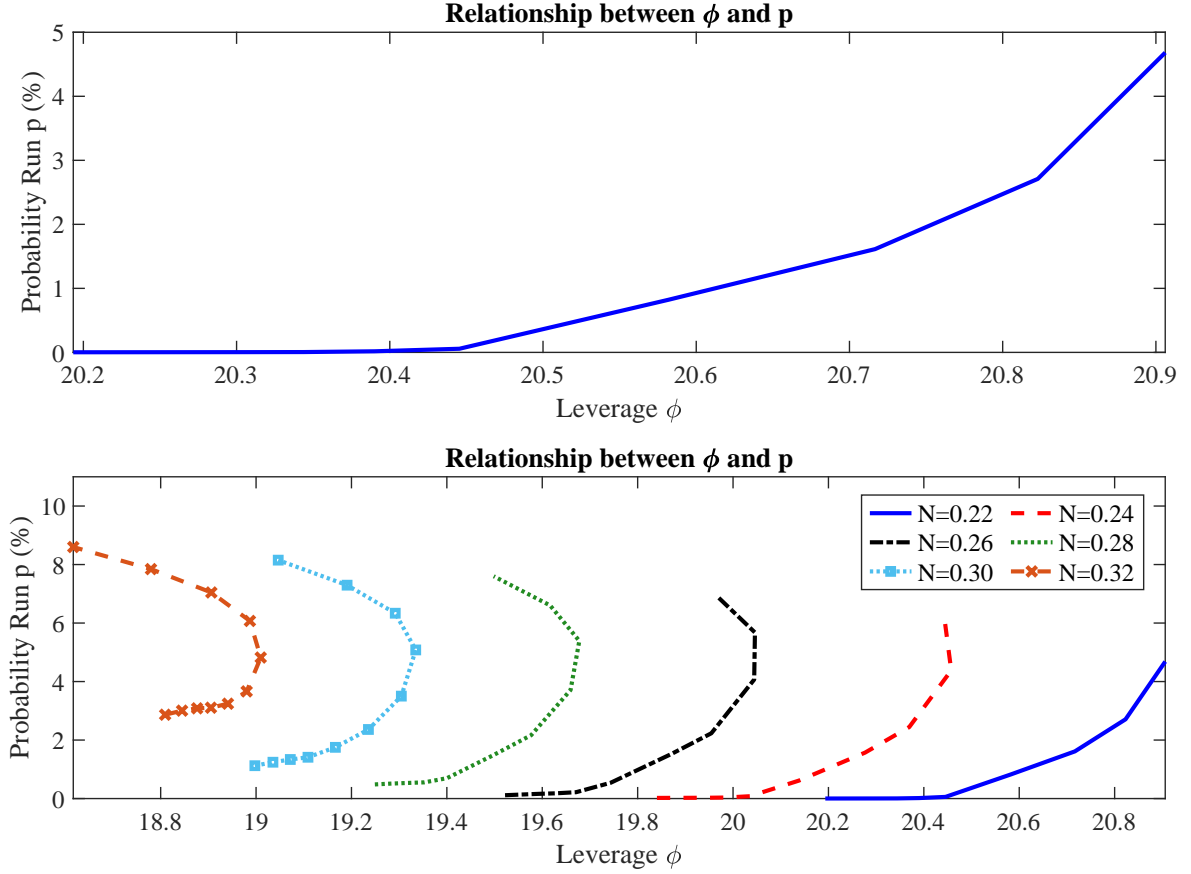 Relationship between ϕ and p
Probability Run p (%)
5
4
3
2
1
0
20.2 20.3 20.4 20.5 20.6 20.7 20.8 20.9
Leverage ϕ
Relationship between ϕ and p
Probability Run p (%)
10
8
6
4
2
0
N=0.22 N=0.24
N=0.26 N=0.28
N=0.30 N=0.32
18.8 19 19.2 19.4 19.6 19.8 20 20.2 20.4 20.6 20.8
Leverage ϕ